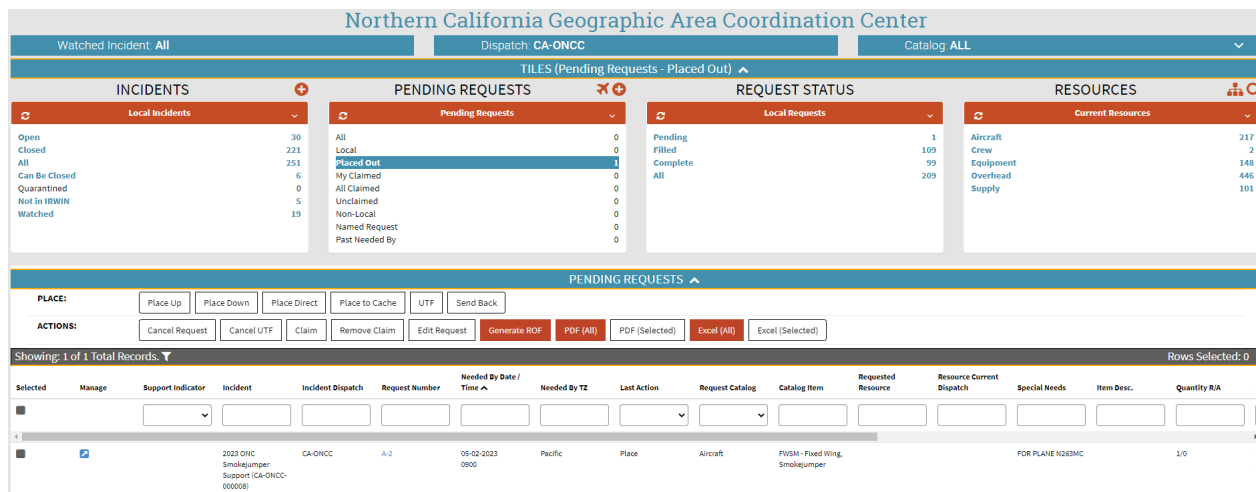 Northern California Geographic Area Coordination Center
Watched Incident: All Dispatch: CA-ONCC Catalog: ALL
TILES (Pending Requests - Placed Out)
INCIDENTS PENDING REQUESTS REQUEST STATUS RESOURCES
Local Incidents Pending Requests Local Requests Current Resources
Open 30 All 0 Pending 1 Aircraft 217
Closed 221 Local 0 Filled 109 Crew 2
All 251 Placed Out 1 Complete 99 Equipment 148
Can Be Closed 6 My Claimed 0 All 209 Overhead 446
Quarantined 0 All Claimed 0 Supply 101
Not in IRWIN 5 Unclaimed 0
Watched 19 Non-Local 0
Named Request 0
Past Needed By 0
PENDING REQUESTS
PLACE: Place Up Place Down Place Direct Place to Cache UTF Send Back
ACTIONS: Cancel Request Cancel UTF Claim Remove Claim Edit Request Generate ROF PDF (All) PDF (Selected) Excel (All) Excel (Selected)
Showing: 1 of 1 Total Records. Rows Selected: 0
Selected Manage Support Indicator Incident Incident Dispatch Request Number Needed By Date / Time Needed By TZ Last Action Request Catalog Catalog Item Requested Resource Resource Current Dispatch Special Needs Item Desc. Quantity R/A
2023 ONC CA-ONCC A-2 05-02-2023 Pacific Place Aircraft FWSM - Fixed Wing, FOR PLANE N263MC 1/0
Smokejumper 0900 Smokejumper
Support (CA-ONCC-
000008)